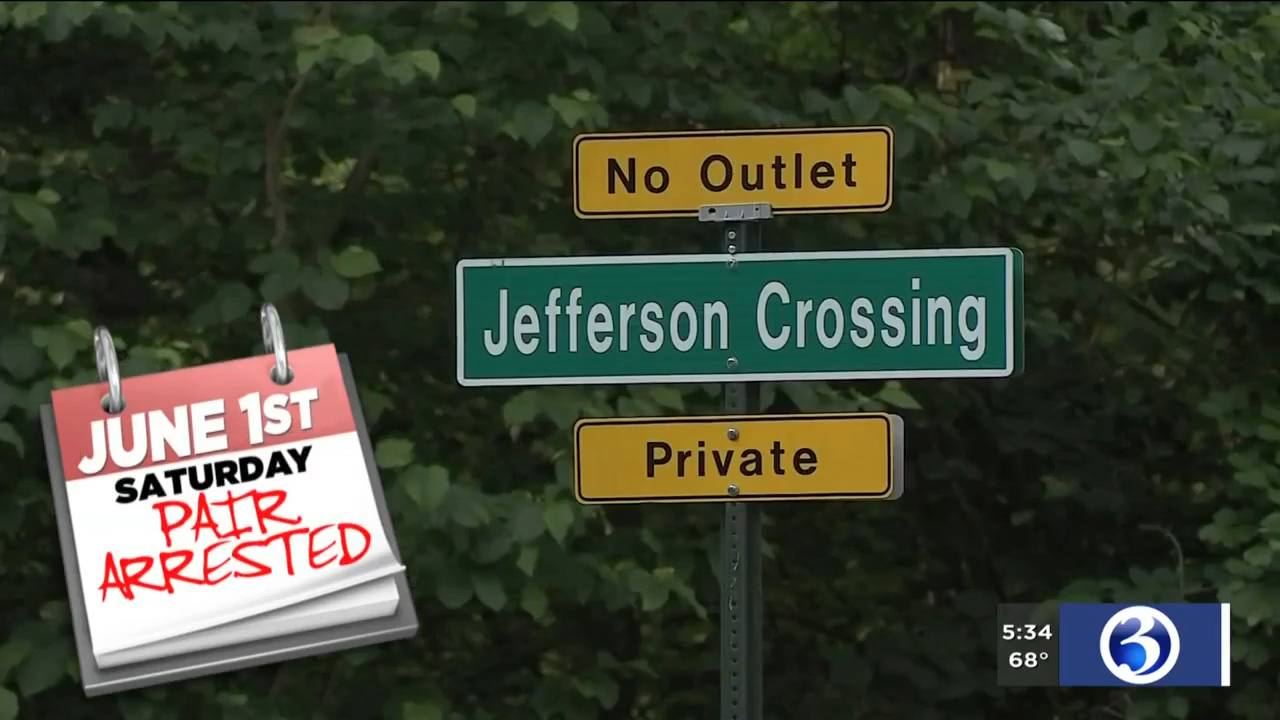 No Outlet
Jefferson Crossing
Private
JUNE 1ST
SATURDAY
PAIR
ARRESTED
5:34
68°
3